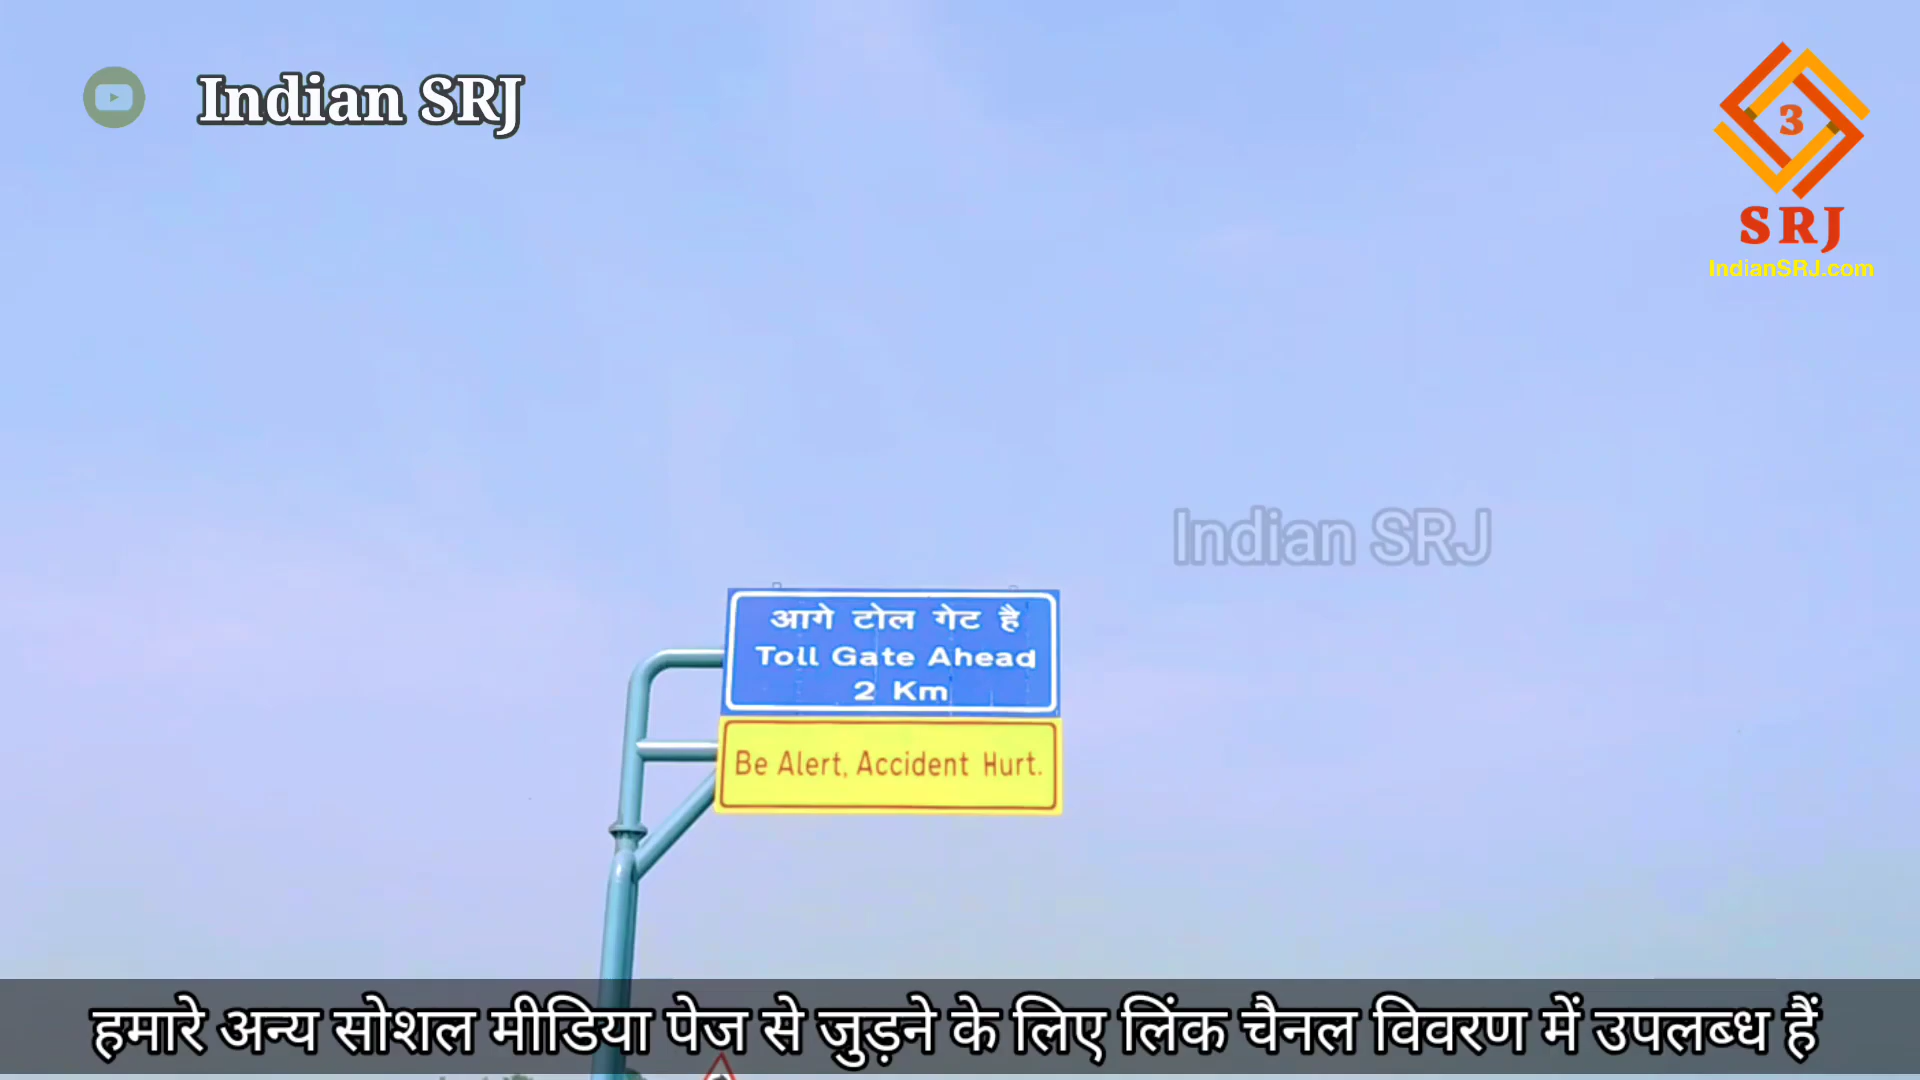 Indian SRJ
3
SRJ
IndianSRJ.com
Indian SRJ
आगे टोल गेट है
Toll Gate Ahead
2 Km
Be Alert, Accident Hurt.
हमारे अन्य सोशल मीडिया पेज से जुड़ने के लिए लिंक चैनल विवरण में उपलब्ध हैं